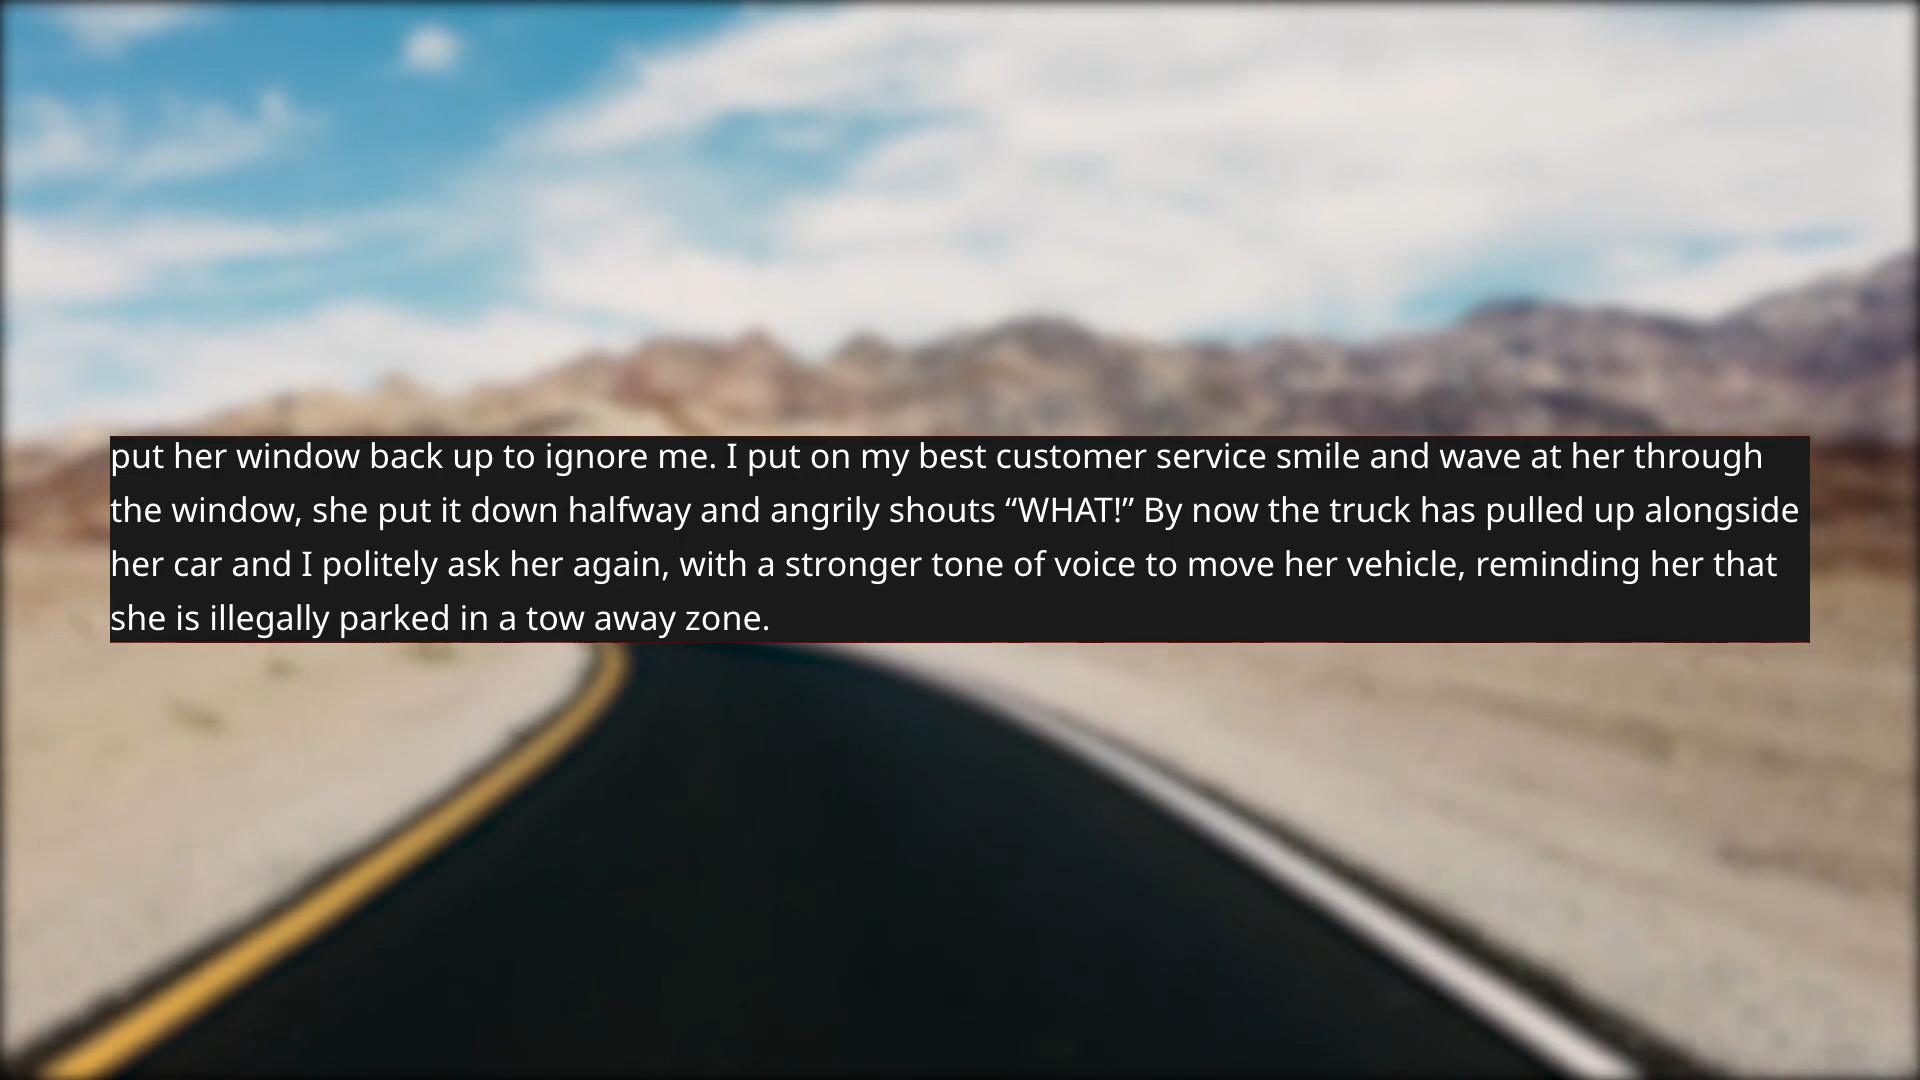 put her window back up to ignore me. I put on my best customer service smile and wave at her through
the window, she put it down halfway and angrily shouts “WHAT!” By now the truck has pulled up alongside
her car and I politely ask her again, with a stronger tone of voice to move her vehicle, reminding her that
she is illegally parked in a tow away zone.